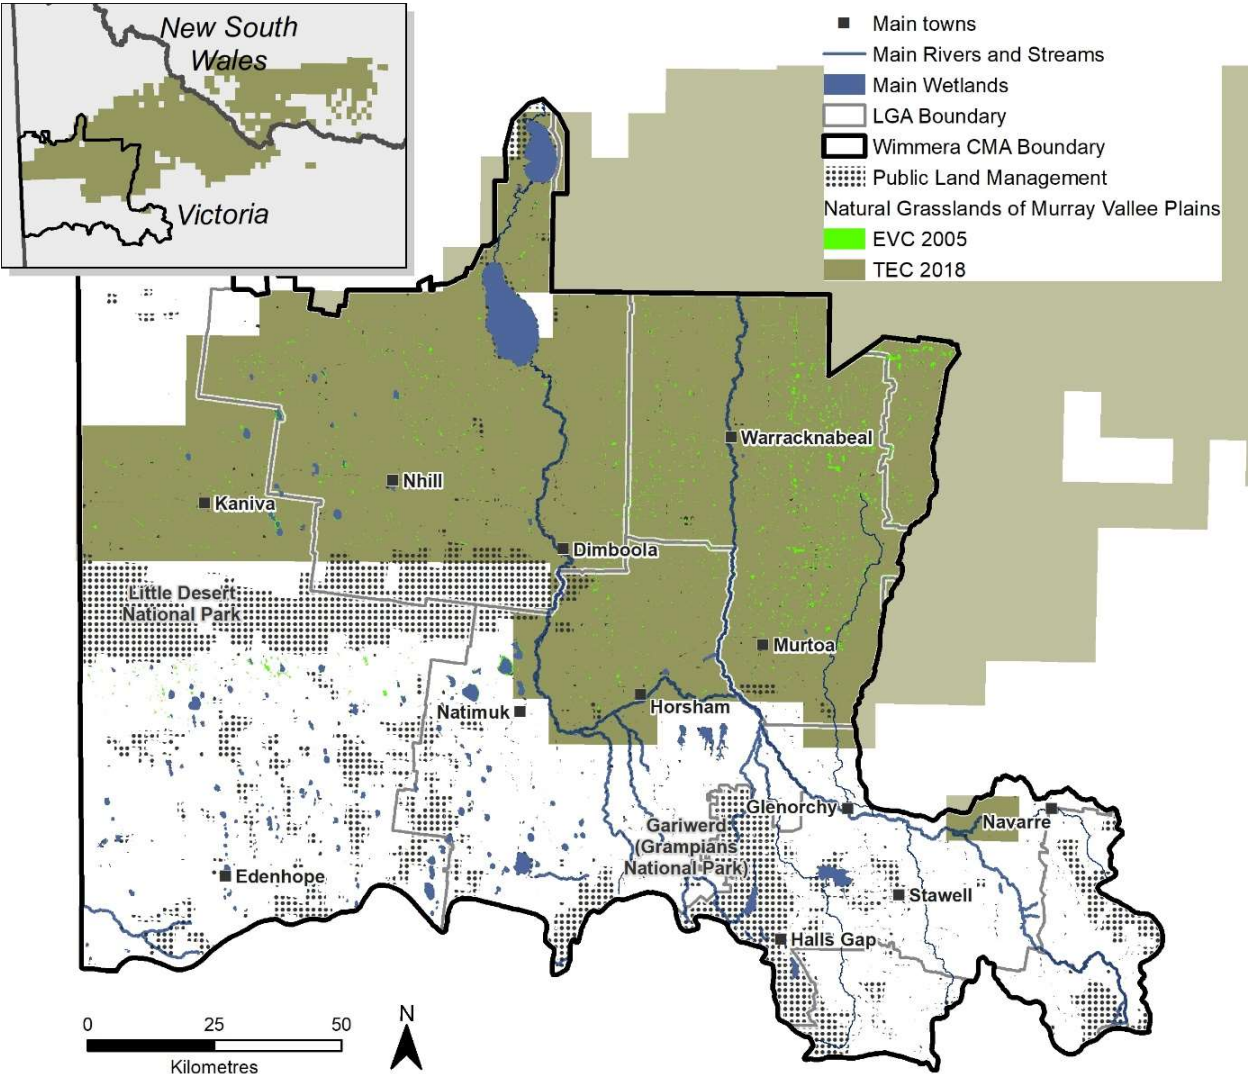 New South
Wales
Victoria
Main towns
Main Rivers and Streams
Main Wetlands
LGA Boundary
Wimmera CMA Boundary
Public Land Management
Natural Grasslands of Murray Vallee Plains
EVC 2005
TEC 2018
Warracknabeal
Nhill
Kaniva
Dimboola
Little Desert
National Park
Murtoa
Horsham
Natimuk
Glenorchy
Navarre
Gariwerd
(Grampians
National Park)
Edenhope
Stawell
Halls Gap
0 25 50
Kilometres
N